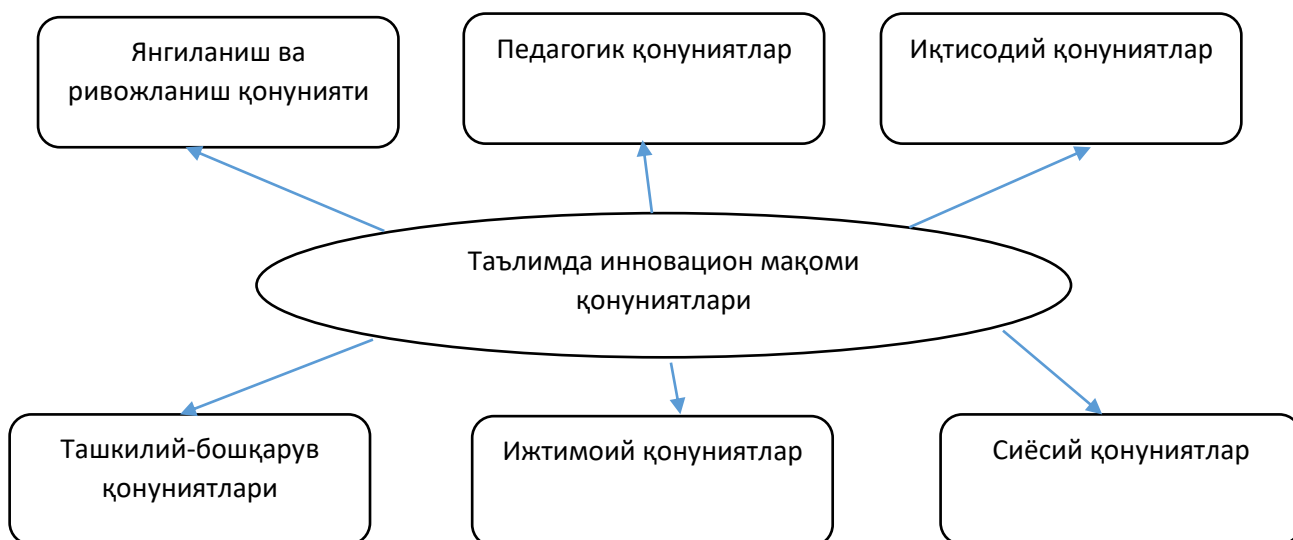 Янгиланиш ва
ривожланиш қонунияти
Педагогик қонуниятлар
Иқтисодий қонуниятлар
Таълимда инновацион мақоми
қонуниятлари
Ташкилий-бошқарув
қонуниятлари
Ижтимоий қонуниятлар
Сиёсий қонуниятлар